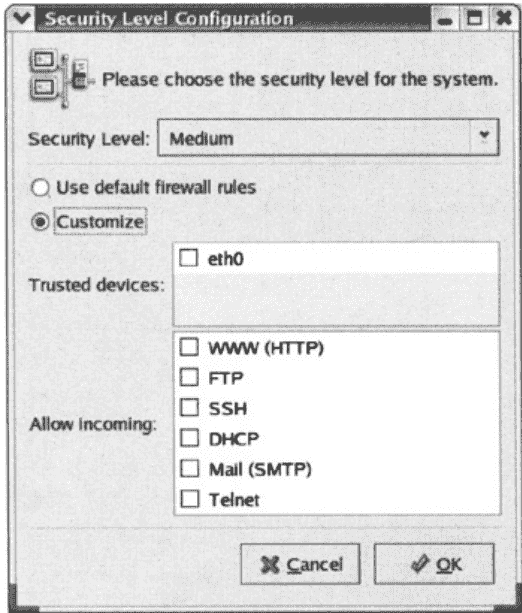 Security Level Configuration
Please choose the security level for the system.
Security Level: Medium
Use default firewall rules
Customize
Trusted devices:
eth0
Allow incoming:
WWW (HTTP)
FTP
SSH
DHCP
Mail (SMTP)
Telnet
Cancel
OK